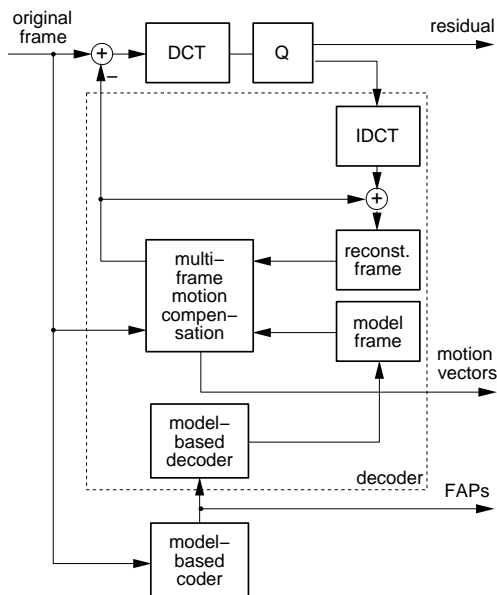 original
frame
residual
+
−
DCT
Q
IDCT
+
multi−
frame
motion
compen−
sation
reconst.
frame
model
frame
motion
vectors
model−
based
decoder
decoder
FAPs
model−
based
coder